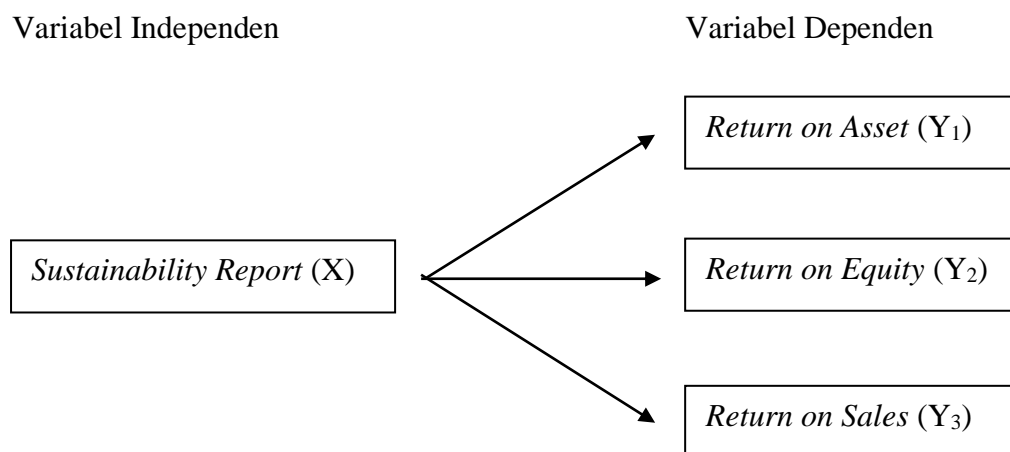 Variabel Independen
Variabel Dependen
Return on Asset (Y₁)
Sustainability Report (X)
Return on Equity (Y₂)
Return on Sales (Y₃)